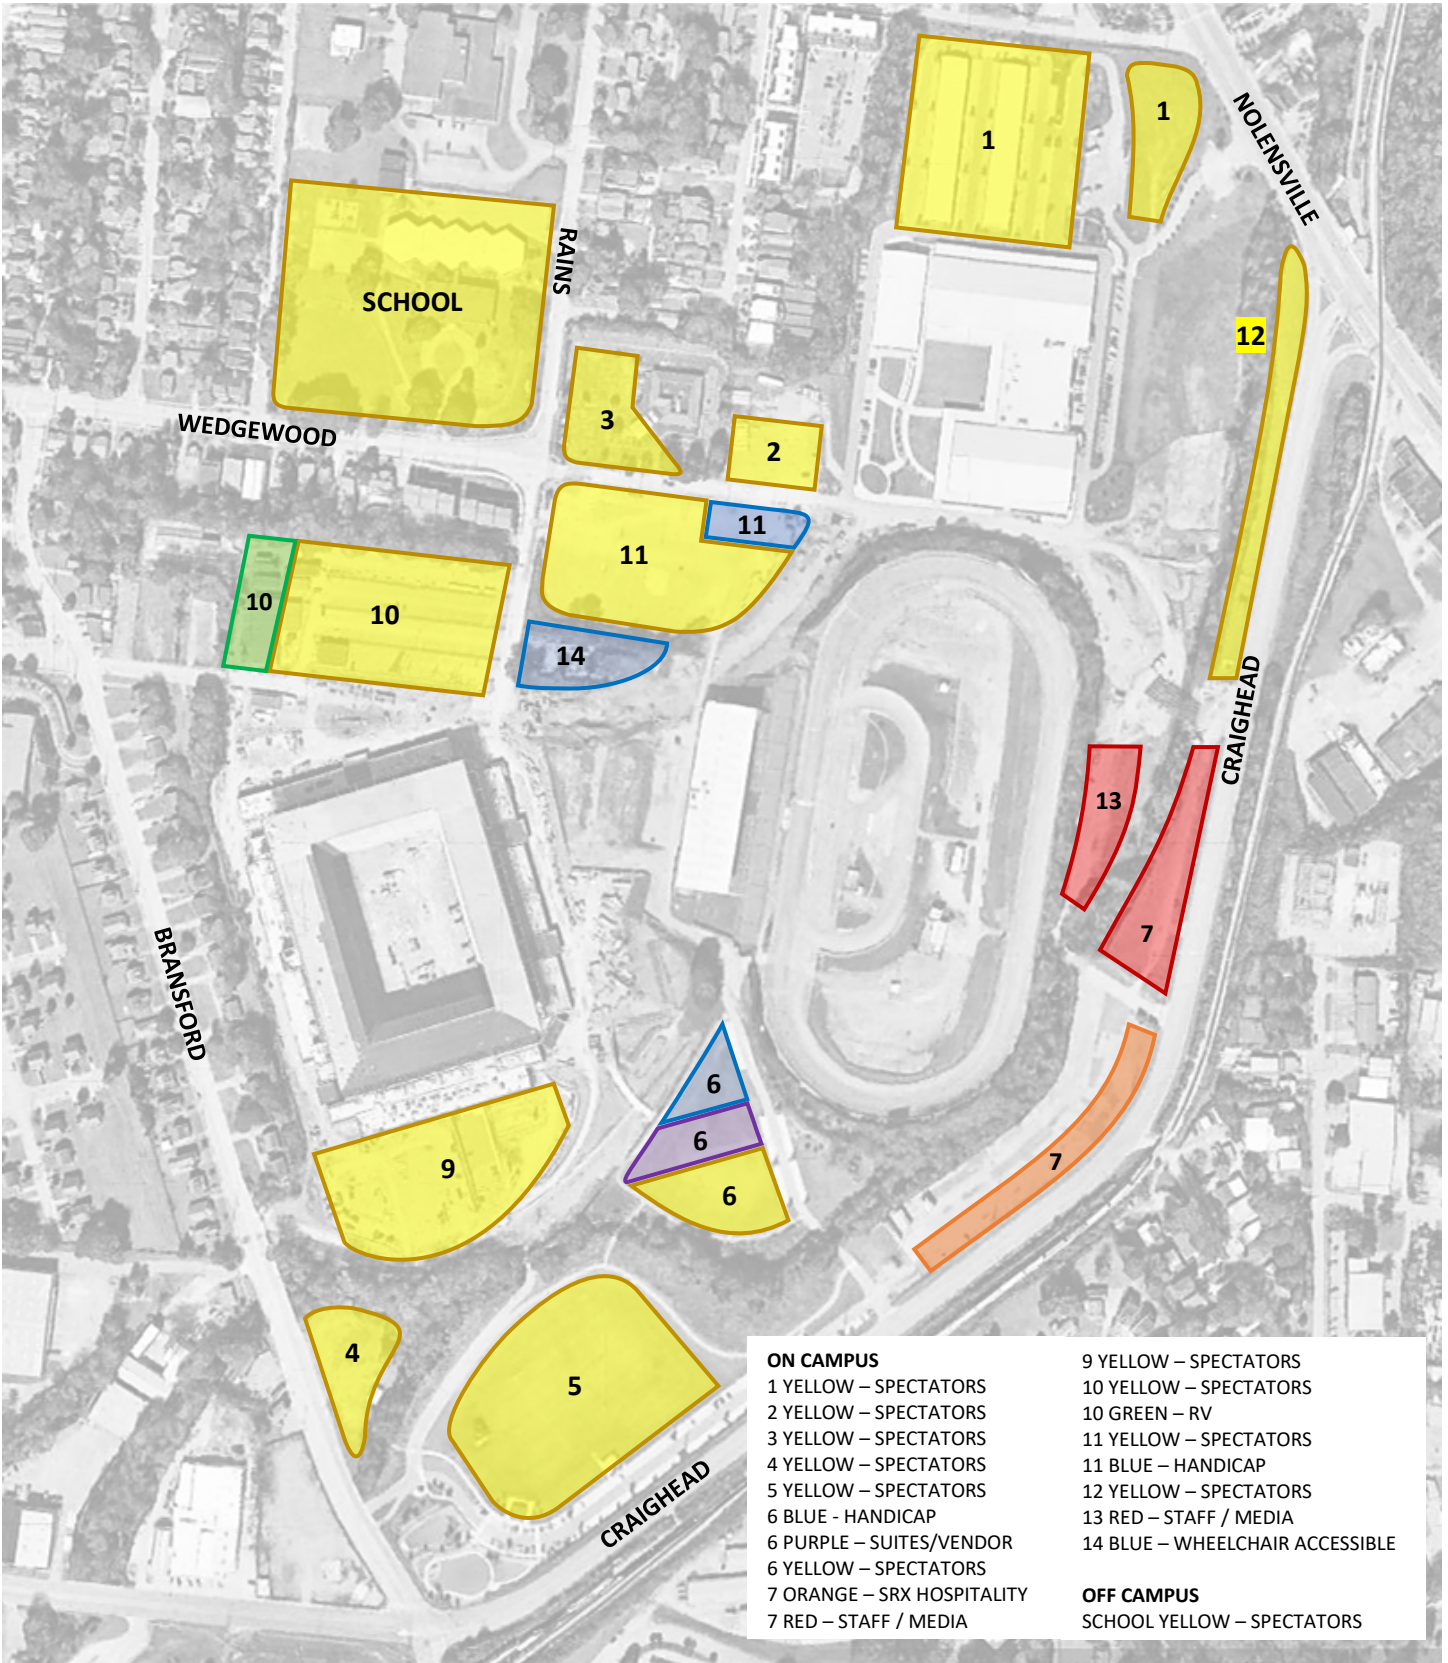 1
1
NOLENSVILLE
RAINS
SCHOOL
12
WEDGEWOOD
3
2
11
11
10
10
14
CRAIGHEAD
13
7
BRANSFORD
6
6
7
9
6
4
5
CRAIGHEAD
ON CAMPUS
1 YELLOW – SPECTATORS
2 YELLOW – SPECTATORS
3 YELLOW – SPECTATORS
4 YELLOW – SPECTATORS
5 YELLOW – SPECTATORS
6 BLUE - HANDICAP
6 PURPLE – SUITES/VENDOR
6 YELLOW – SPECTATORS
7 ORANGE – SRX HOSPITALITY
7 RED – STAFF / MEDIA
9 YELLOW – SPECTATORS
10 YELLOW – SPECTATORS
10 GREEN – RV
11 YELLOW – SPECTATORS
11 BLUE – HANDICAP
12 YELLOW – SPECTATORS
13 RED – STAFF / MEDIA
14 BLUE – WHEELCHAIR ACCESSIBLE
OFF CAMPUS
SCHOOL YELLOW – SPECTATORS